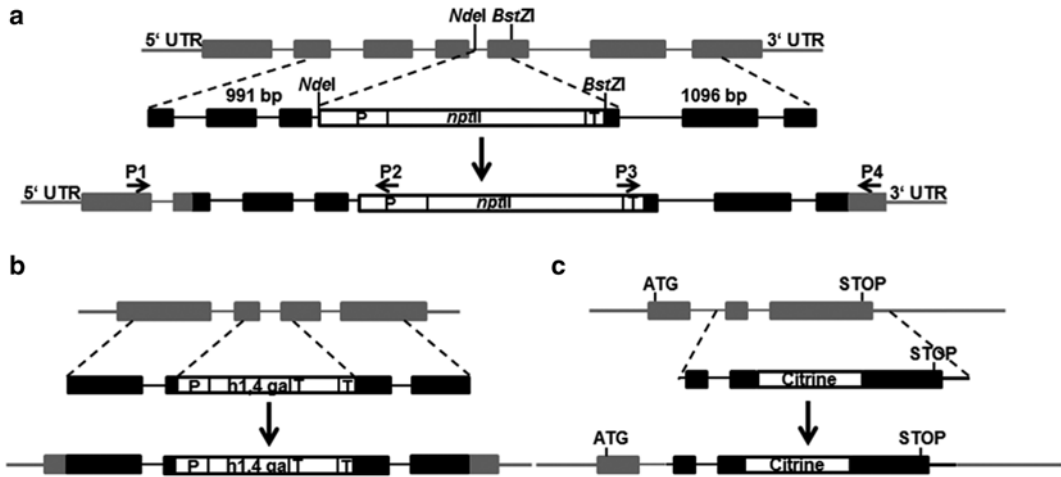 a
NdeI BstZI
5‘ UTR 3‘ UTR
NdeI BstZI
991 bp 1096 bp
P nptII T
P1 P2 P3 P4
5‘ UTR 3‘ UTR
P nptII T
b
P h1,4 galT T
P h1,4 galT T
c
ATG STOP
STOP
Citrine
ATG STOP
Citrine